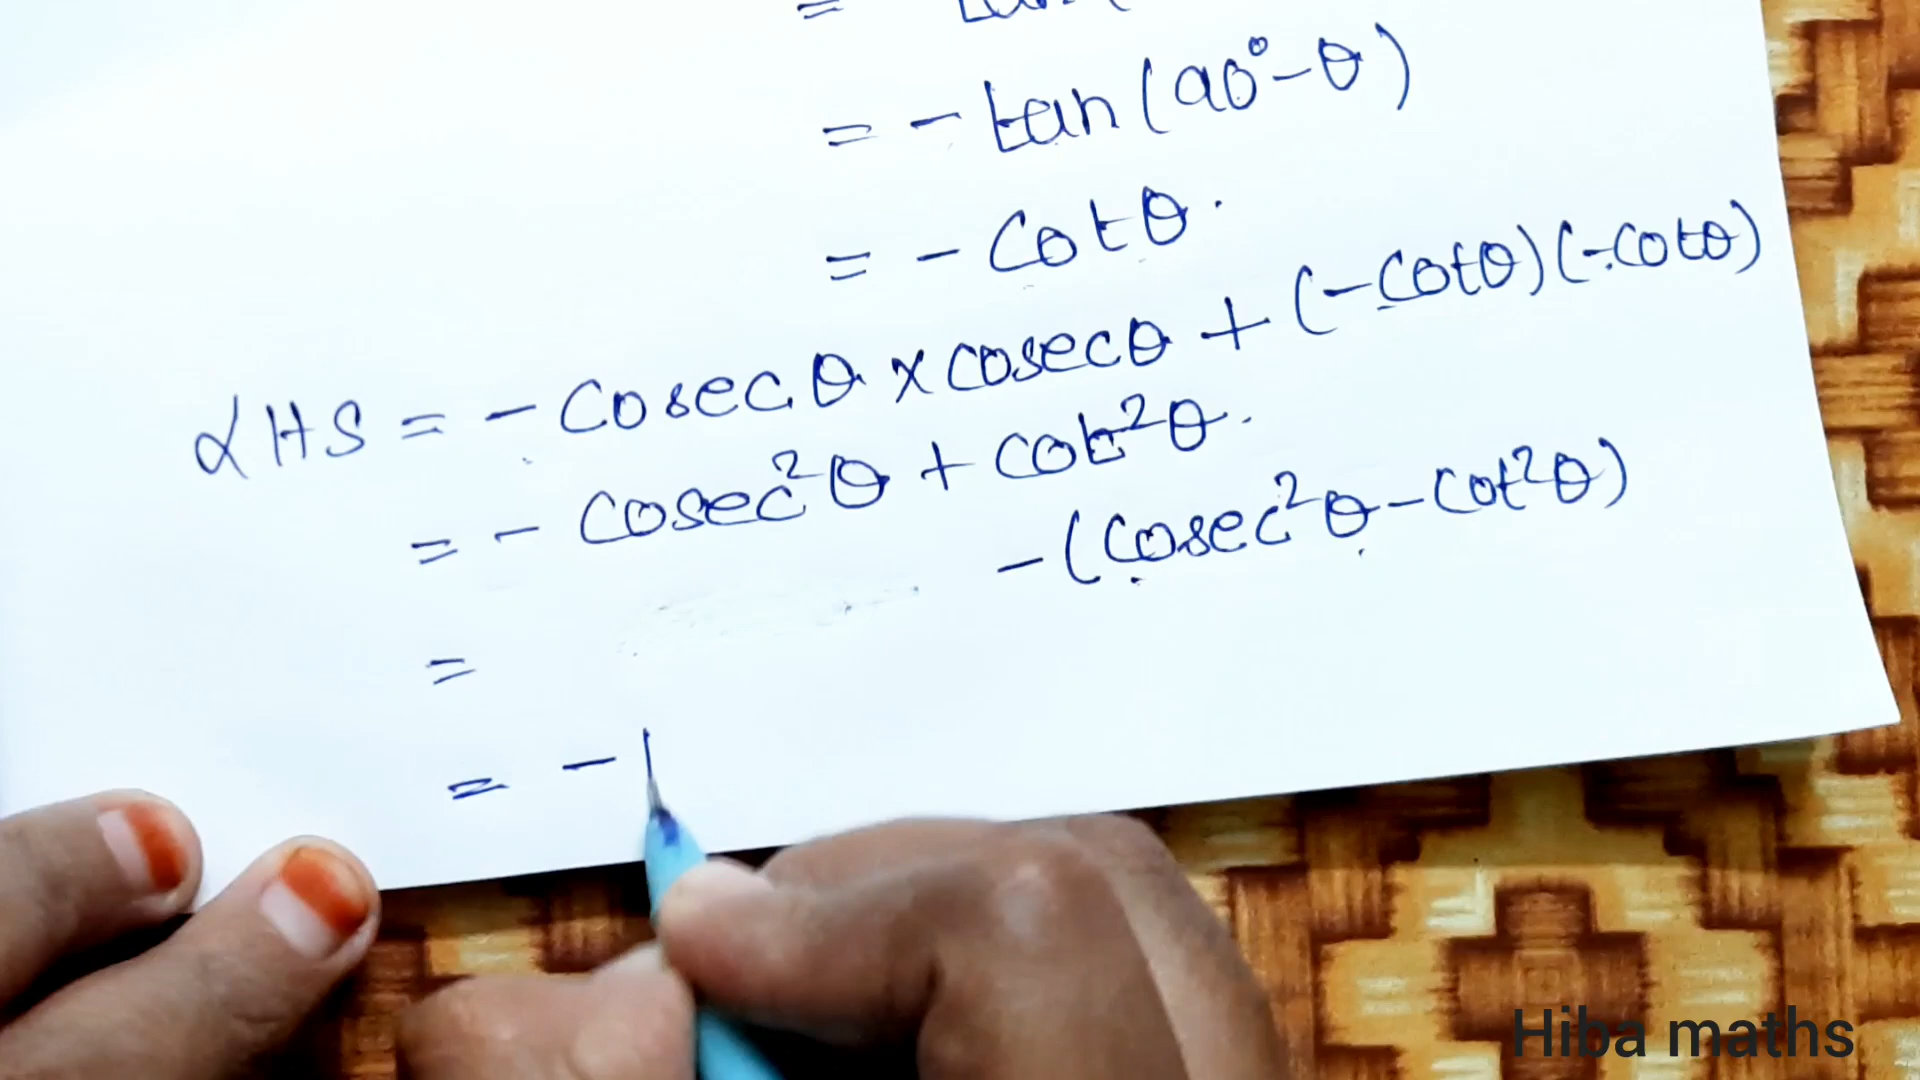 =
= - tan(90° - θ)
= - Cotθ.
LHS = - Cosecθ × cosecθ + (-Cotθ)(-cotθ)
= - Cosec²θ + cot²θ.
-(Cosec²θ - Cot²θ)
=
= - 1
Hiba maths